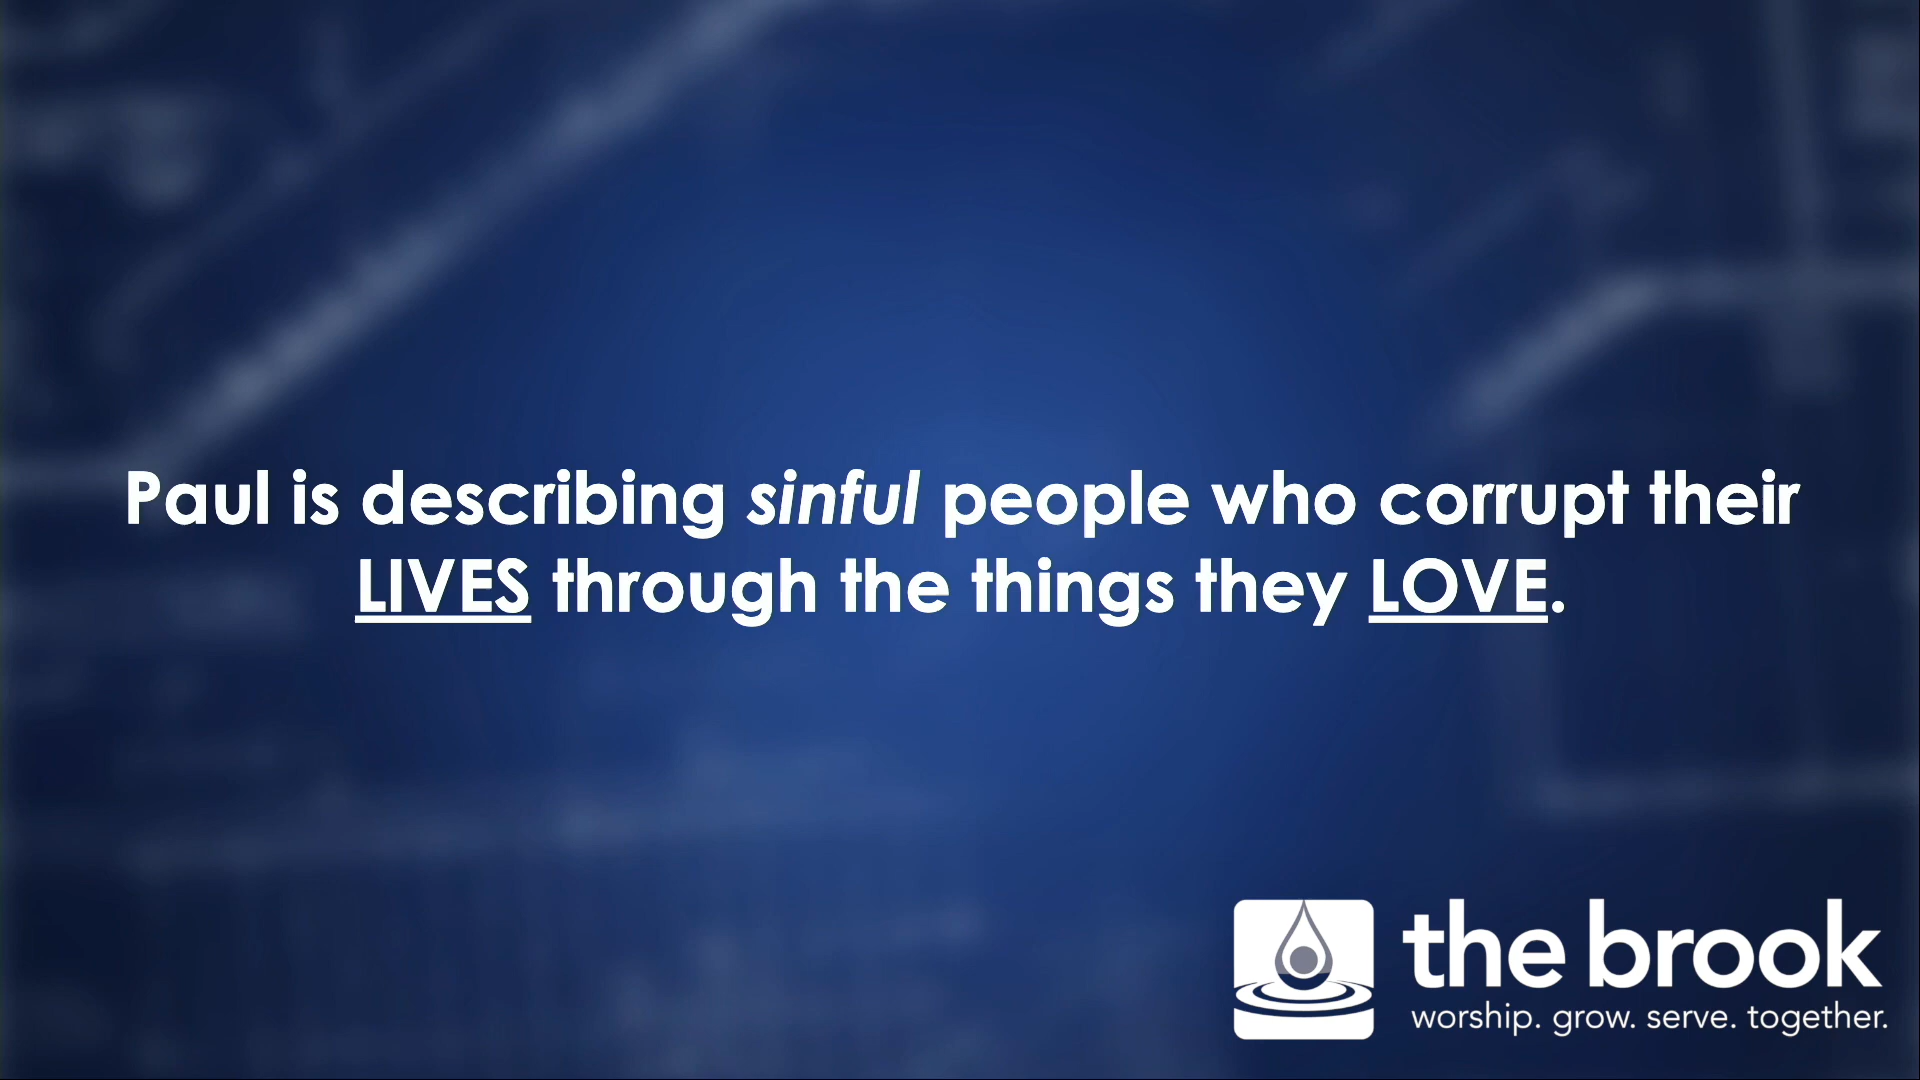 Paul is describing sinful people who corrupt their
LIVES through the things they LOVE.
the brook
worship. grow. serve. together.